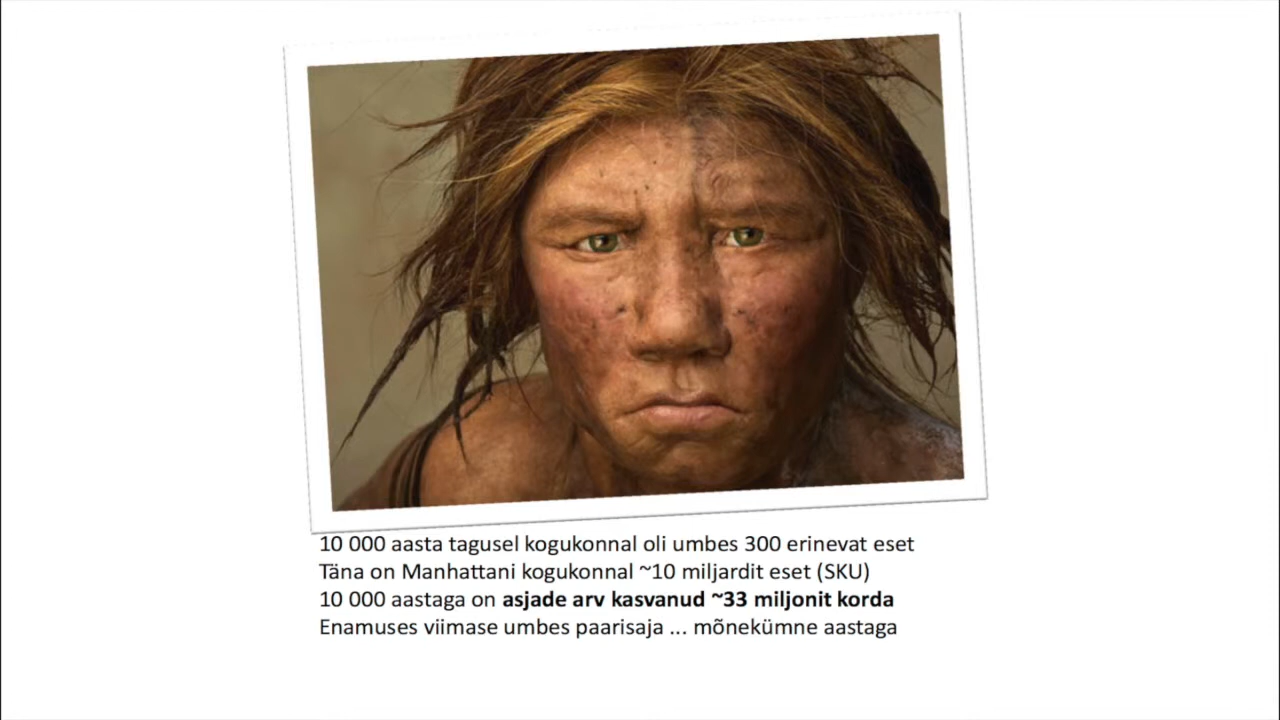 10 000 aasta tagusel kogukonnal oli umbes 300 erinevat eset
Täna on Manhattani kogukonnal ~10 miljardit eset (SKU)
10 000 aastaga on asjade arv kasvanud ~33 miljonit korda
Enamuses viimase umbes paarisaja ... mõnekümne aastaga